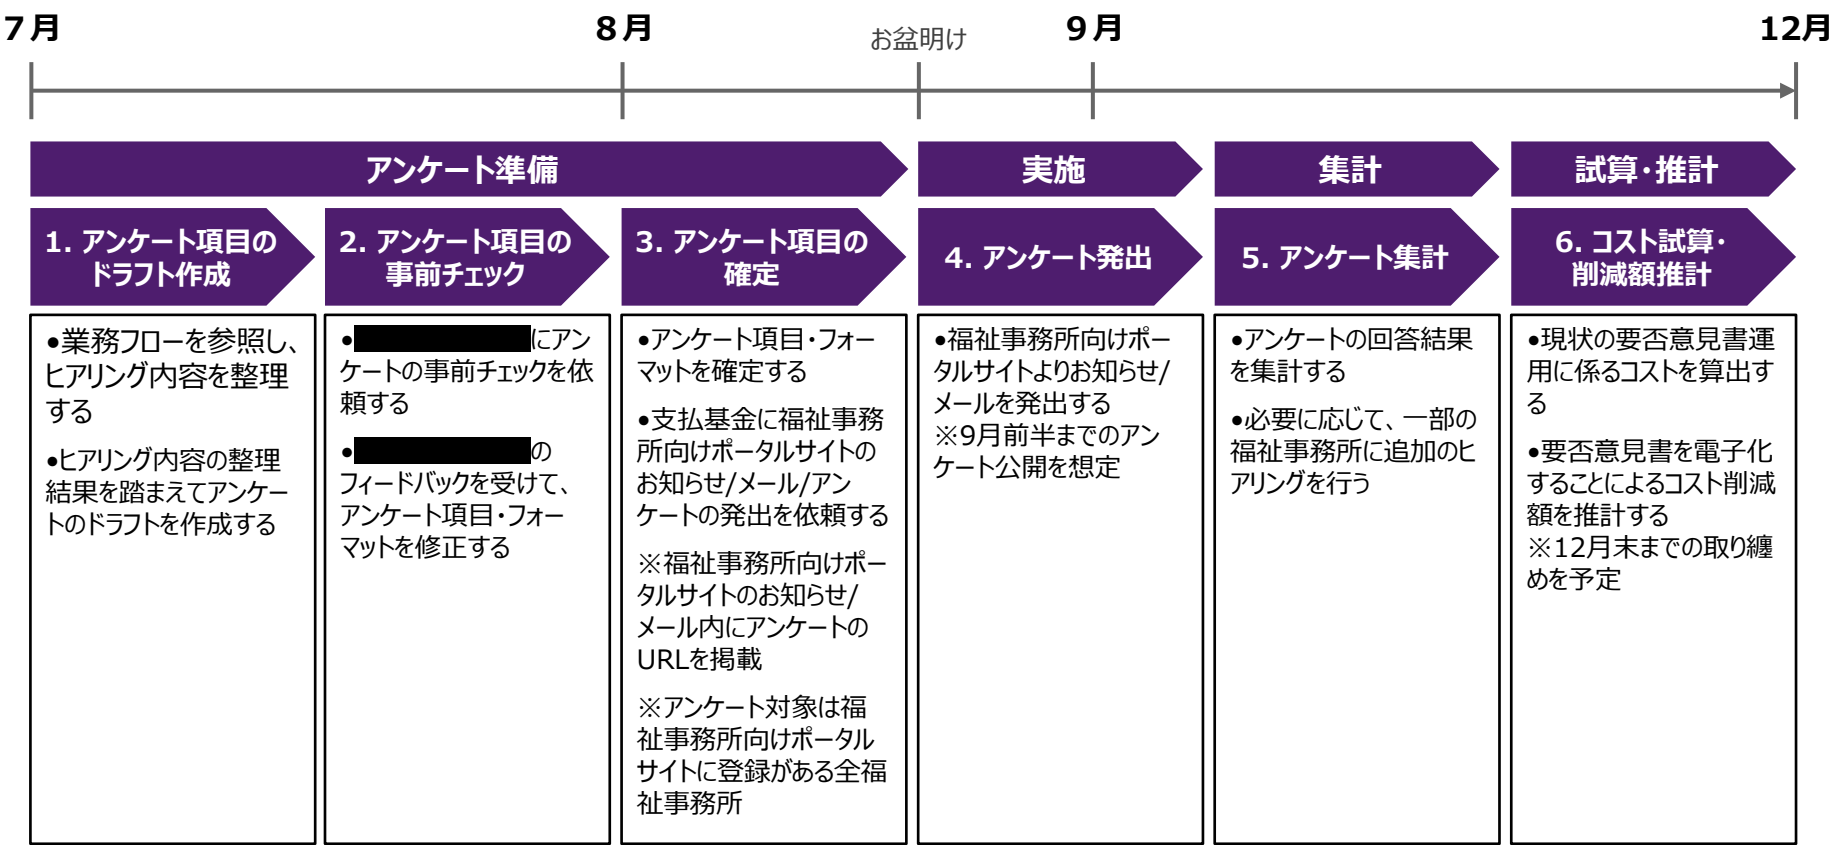 7月
8月
お盆明け
9月
12月
アンケート準備
実施
集計
試算・推計
1. アンケート項目の
ドラフト作成
2. アンケート項目の
事前チェック
3. アンケート項目の
確定
4. アンケート発出
5. アンケート集計
6. コスト試算・
削減額推計
●業務フローを参照し、
ヒアリング内容を整理
する
●ヒアリング内容の整理
結果を踏まえてアンケー
トのドラフトを作成する
●にアン
ケートの事前チェックを依
頼する
●の
フィードバックを受けて、
アンケート項目・フォー
マットを修正する
●アンケート項目・フォー
マットを確定する
●支払基金に福祉事務
所向けポータルサイトの
お知らせ/メール/アン
ケートの発出を依頼する
※福祉事務所向けポー
タルサイトのお知らせ/
メール内にアンケートの
URLを掲載
※アンケート対象は福
祉事務所向けポータル
サイトに登録がある全福
祉事務所
●福祉事務所向けポー
タルサイトよりお知らせ/
メールを発出する
※9月前半までのアン
ケート公開を想定
●アンケートの回答結果
を集計する
●必要に応じて、一部の
福祉事務所に追加のヒ
アリングを行う
●現状の要否意見書運
用に係るコストを算出す
る
●要否意見書を電子化
することによるコスト削減
額を推計する
※12月末までの取り纏
めを予定